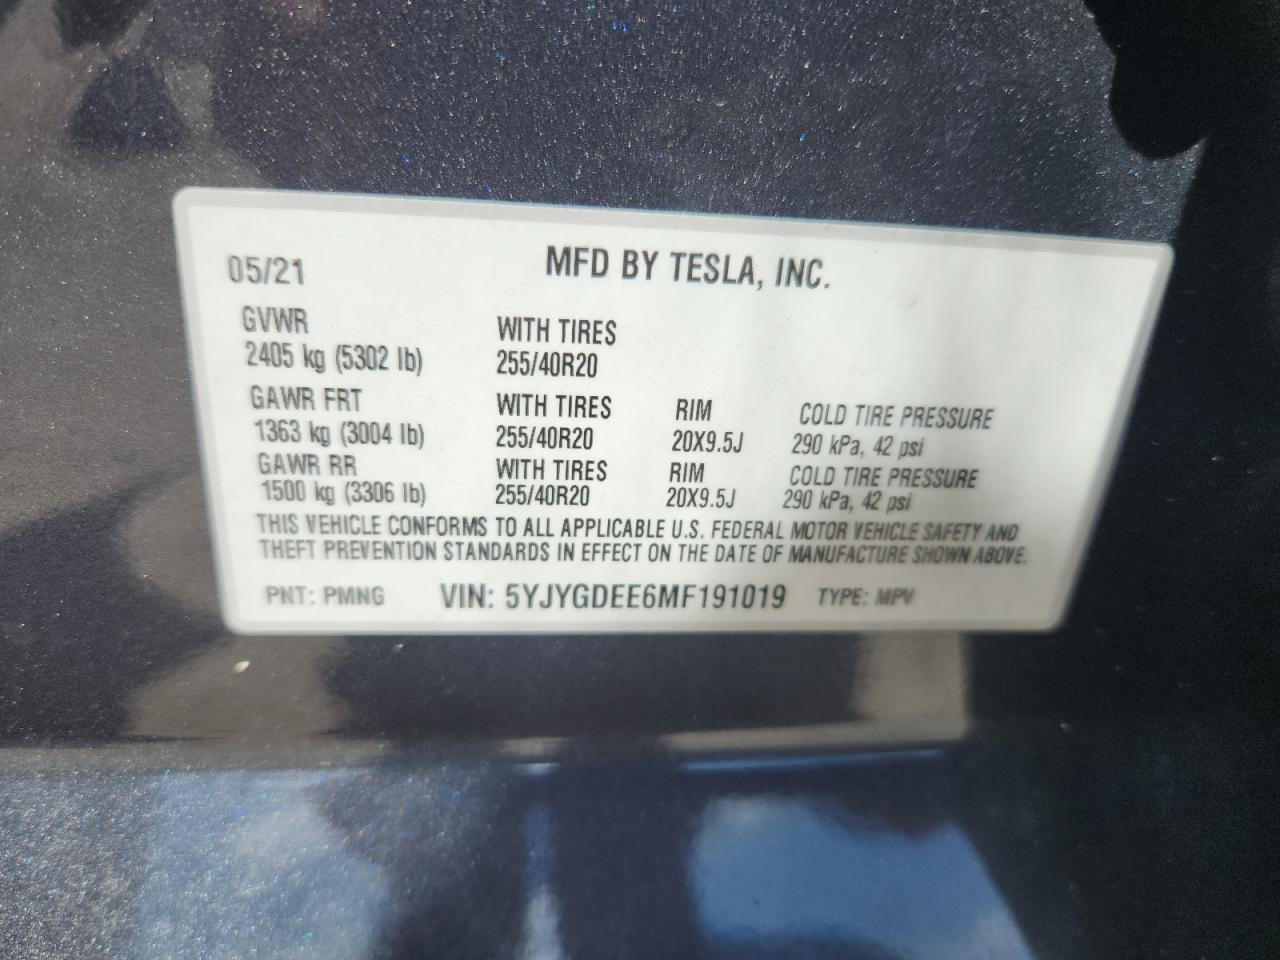 05/21 MFD BY TESLA, INC.
GVWR WITH TIRES
2405 kg (5302 lb) 255/40R20
GAWR FRT WITH TIRES RIM COLD TIRE PRESSURE
1363 kg (3004 lb) 255/40R20 20X9.5J 290 kPa, 42 psi
GAWR RR WITH TIRES RIM COLD TIRE PRESSURE
1500 kg (3306 lb) 255/40R20 20X9.5J 290 kPa, 42 psi
THIS VEHICLE CONFORMS TO ALL APPLICABLE U.S. FEDERAL MOTOR VEHICLE SAFETY AND
THEFT PREVENTION STANDARDS IN EFFECT ON THE DATE OF MANUFACTURE SHOWN ABOVE.
PNT: PMNG VIN: 5YJYGDEE6MF191019 TYPE: MPV